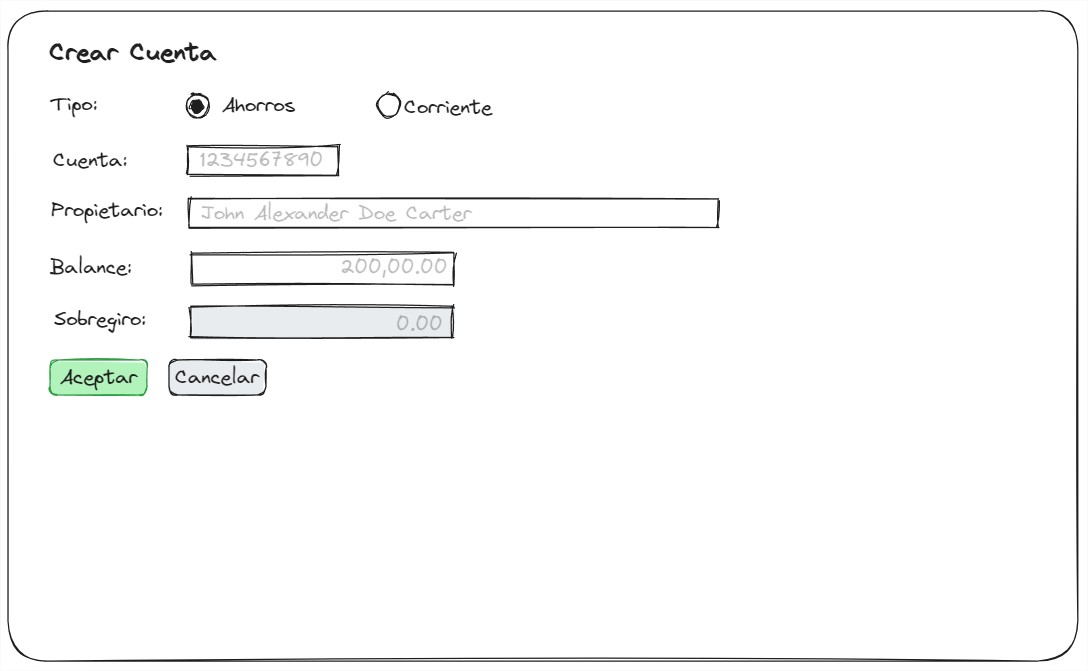 Crear Cuenta
Tipo: Ahorros Corriente
Cuenta: 1234567890
Propietario: John Alexander Doe Carter
Balance: 200,00.00
Sobregiro: 0.00
Aceptar Cancelar